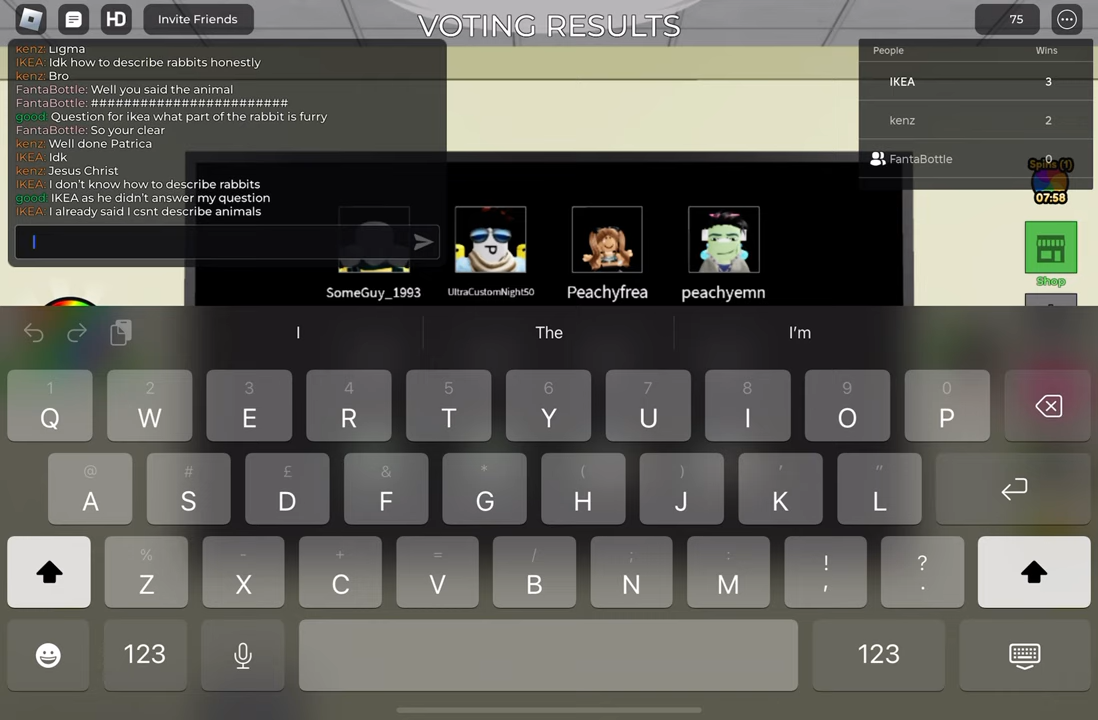 HD
Invite Friends
VOTING RESULTS
75
kenz: Ligma
IKEA: Idk how to describe rabbits honestly
kenz: Bro
FantaBottle: Well you said the animal
FantaBottle: ########################
good: Question for ikea what part of the rabbit is furry
FantaBottle: So your clear
kenz: Well done Patrica
IKEA: Idk
kenz: Jesus Christ
IKEA: I don't know how to describe rabbits
good: IKEA as he didn't answer my question
IKEA: I already said I csnt describe animals
People Wins
IKEA 3
kenz 2
FantaBottle 0
Spins (1)
07:58
Shop
SomeGuy_1993 UltraCustomNight50 Peachyfrea peachyemn
I The I'm
1 2 3 4 5 6 7 8 9 0
Q W E R T Y U I O P
@ # £ & * ( ) ' "
A S D F G H J K L
% - + = / ; : ! ?
Z X C V B N M , .
123 123